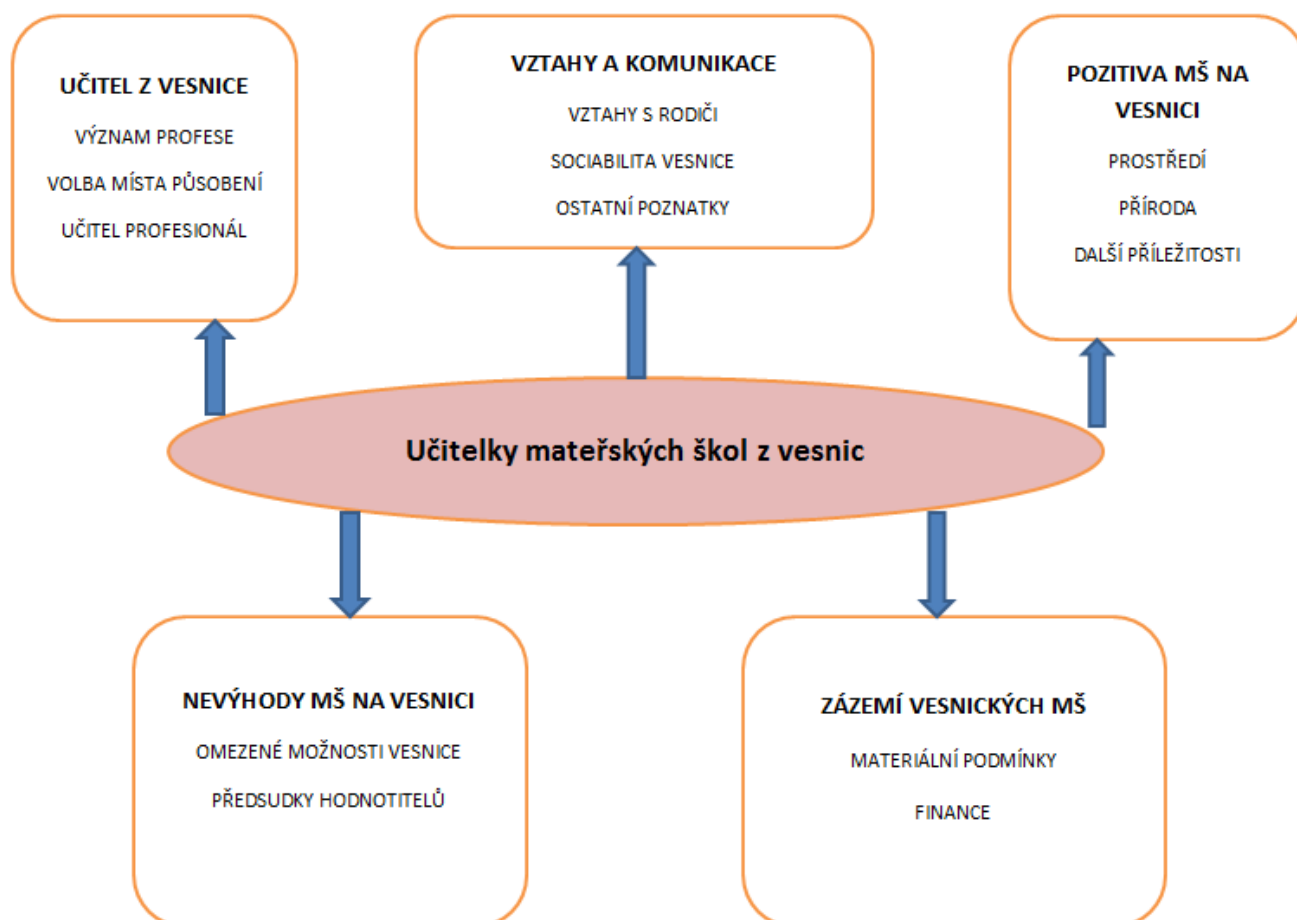 UČITEL Z VESNICE
VÝZNAM PROFESE
VOLBA MÍSTA PŮSOBENÍ
UČITEL PROFESIONÁL
VZTAHY A KOMUNIKACE
VZTAHY S RODIČI
SOCIABILITA VESNICE
OSTATNÍ POZNATKY
POZITIVA MŠ NA
VESNICI
PROSTŘEDÍ
PŘÍRODA
DALŠÍ PŘÍLEŽITOSTI
Učitelky mateřských škol z vesnic
NEVÝHODY MŠ NA VESNICI
OMEZENÉ MOŽNOSTI VESNICE
PŘEDSUDKY HODNOTITELŮ
ZÁZEMÍ VESNICKÝCH MŠ
MATERIÁLNÍ PODMÍNKY
FINANCE